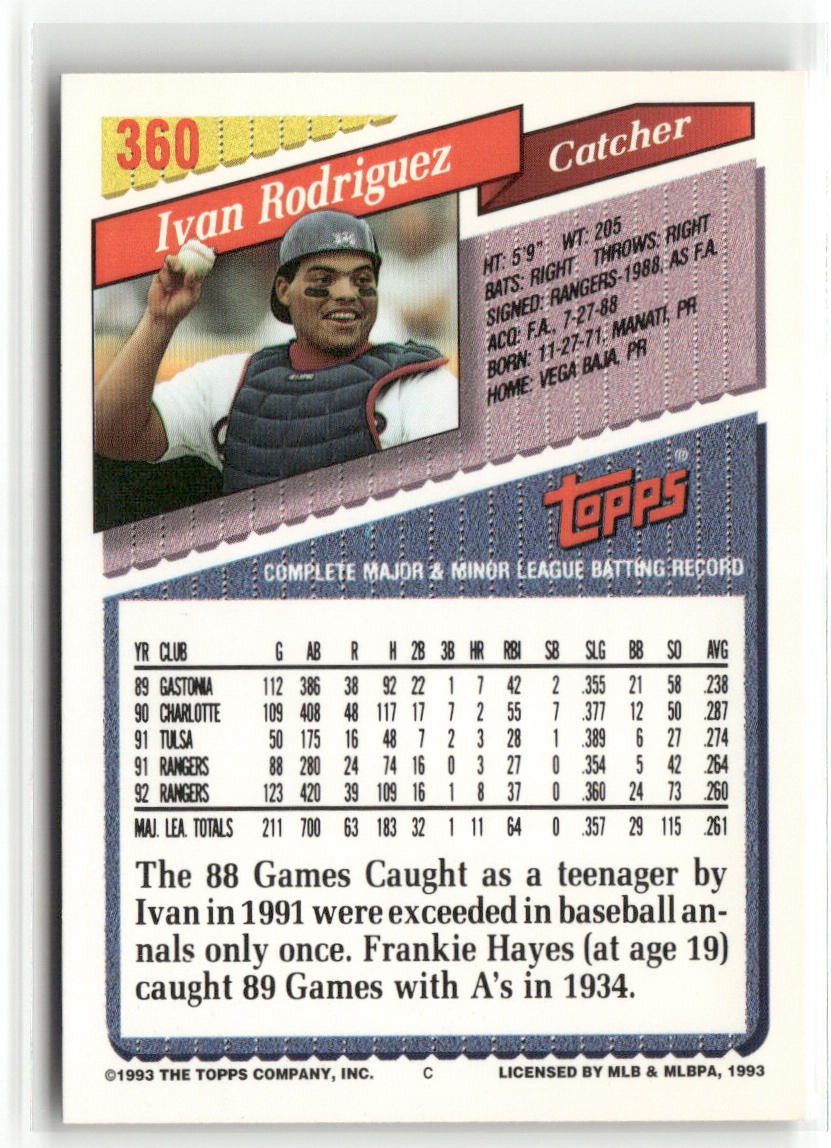 360
Ivan Rodriguez
Catcher
HT: 5'9" WT: 205
BATS: RIGHT THROWS: RIGHT
SIGNED: RANGERS-1988, AS F.A.
ACQ: F.A., 7-27-88
BORN: 11-27-71, MANATI, PR
HOME: VEGA BAJA, PR
TOPPS®
COMPLETE MAJOR & MINOR LEAGUE BATTING RECORD
YR CLUB G AB R H 2B 3B HR RBI SB SLG BB SO AVG
89 GASTONIA 112 386 38 92 22 1 7 42 2 .355 21 58 .238
90 CHARLOTTE 109 408 48 117 17 7 2 55 7 .377 12 50 .287
91 TULSA 50 175 16 48 7 2 3 28 1 .389 6 27 .274
91 RANGERS 88 280 24 74 16 0 3 27 0 .354 5 42 .264
92 RANGERS 123 420 39 109 16 1 8 37 0 .360 24 73 .260
MAJ. LEA. TOTALS 211 700 63 183 32 1 11 64 0 .357 29 115 .261
The 88 Games Caught as a teenager by
Ivan in 1991 were exceeded in baseball an-
nals only once. Frankie Hayes (at age 19)
caught 89 Games with A's in 1934.
©1993 THE TOPPS COMPANY, INC. C LICENSED BY MLB & MLBPA, 1993